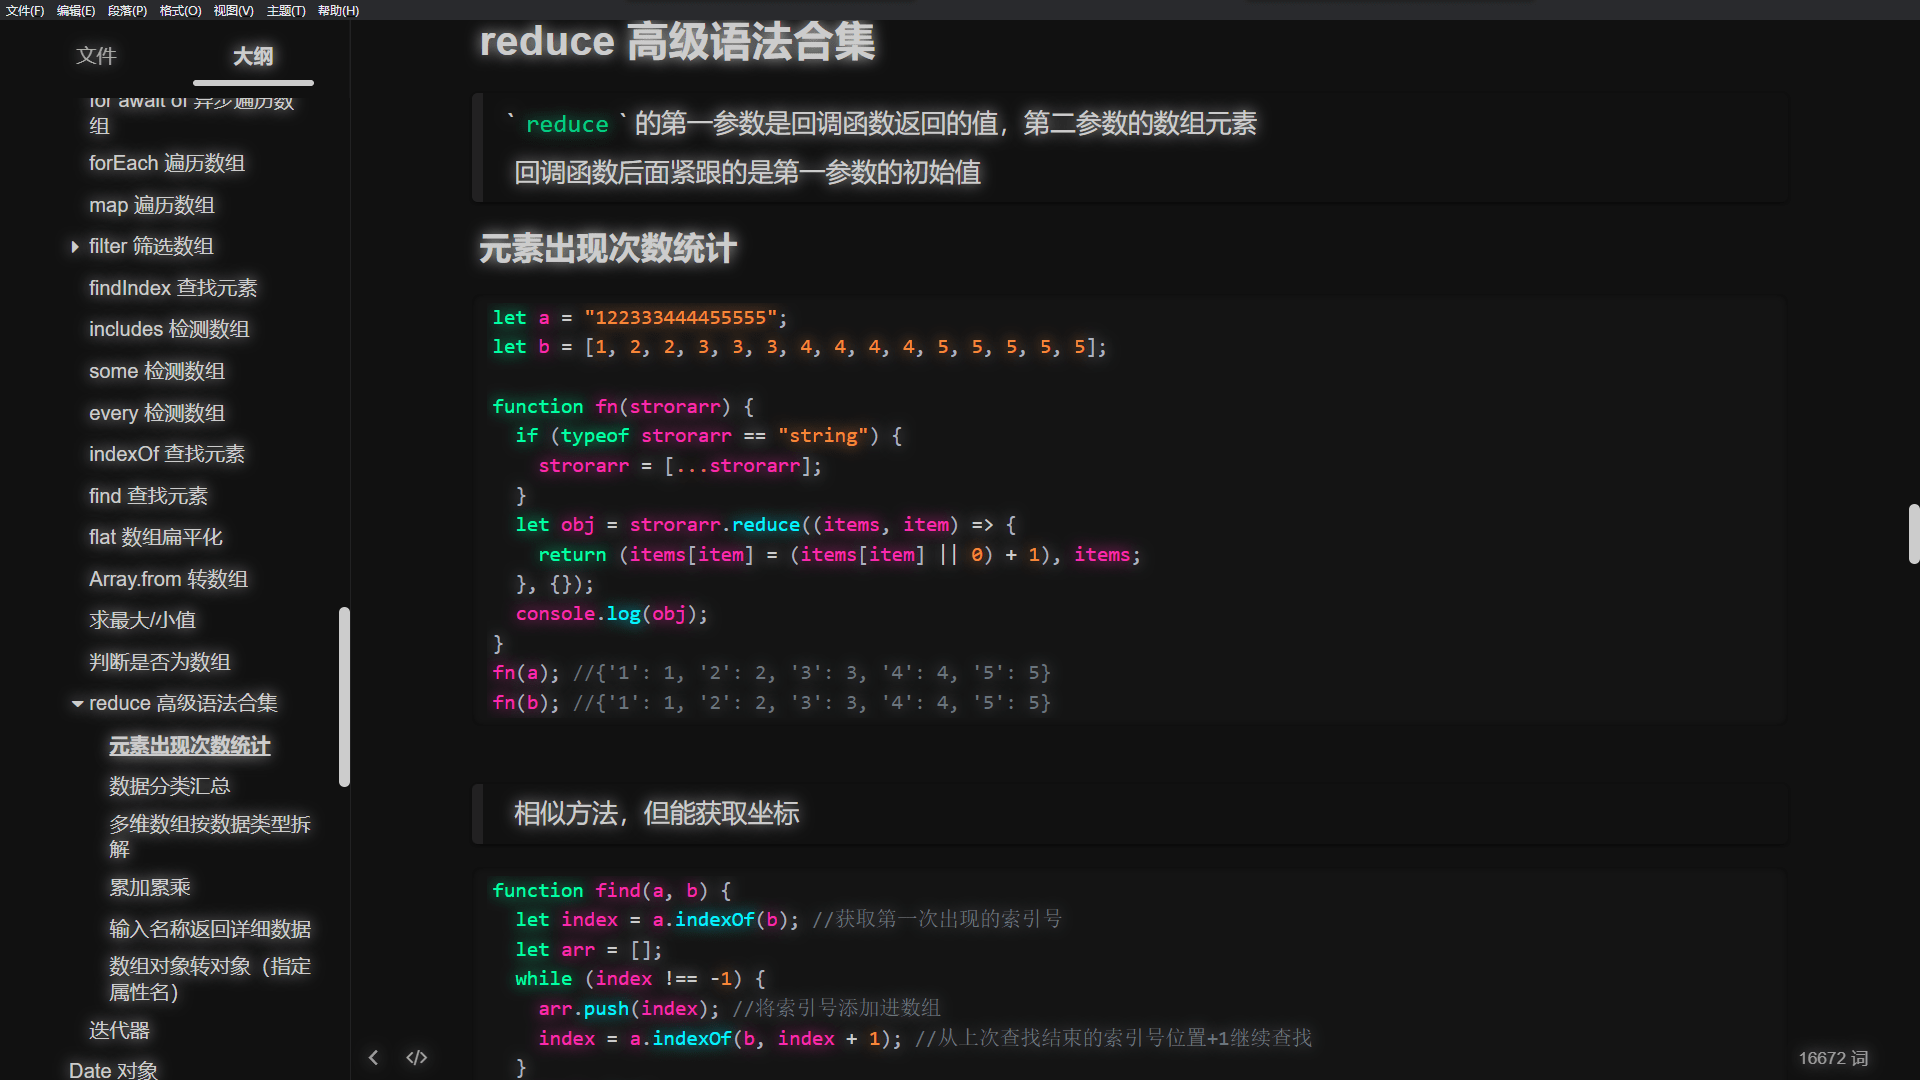 文件(F) 编辑(E) 段落(P) 格式(O) 视图(V) 主题(T) 帮助(H)
文件 大纲
for await of 异步遍历数
组
forEach 遍历数组
map 遍历数组
filter 筛选数组
findIndex 查找元素
includes 检测数组
some 检测数组
every 检测数组
indexOf 查找元素
find 查找元素
flat 数组扁平化
Array.from 转数组
求最大/小值
判断是否为数组
reduce 高级语法合集
元素出现次数统计
数据分类汇总
多维数组按数据类型拆
解
累加累乘
输入名称返回详细数据
数组对象转对象（指定
属性名）
迭代器
Date 对象
reduce 高级语法合集
`reduce`的第一参数是回调函数返回的值，第二参数的数组元素
回调函数后面紧跟的是第一参数的初始值
元素出现次数统计
let a = "122333444455555";
let b = [1, 2, 2, 3, 3, 3, 4, 4, 4, 4, 5, 5, 5, 5, 5];
function fn(strorarr) {
  if (typeof strorarr == "string") {
    strorarr = [...strorarr];
  }
  let obj = strorarr.reduce((items, item) => {
    return (items[item] = (items[item] || 0) + 1), items;
  }, {});
  console.log(obj);
}
fn(a); //{'1': 1, '2': 2, '3': 3, '4': 4, '5': 5}
fn(b); //{'1': 1, '2': 2, '3': 3, '4': 4, '5': 5}
相似方法，但能获取坐标
function find(a, b) {
  let index = a.indexOf(b); //获取第一次出现的索引号
  let arr = [];
  while (index !== -1) {
    arr.push(index); //将索引号添加进数组
    index = a.indexOf(b, index + 1); //从上次查找结束的索引号位置+1继续查找
  }
</>
16672 词